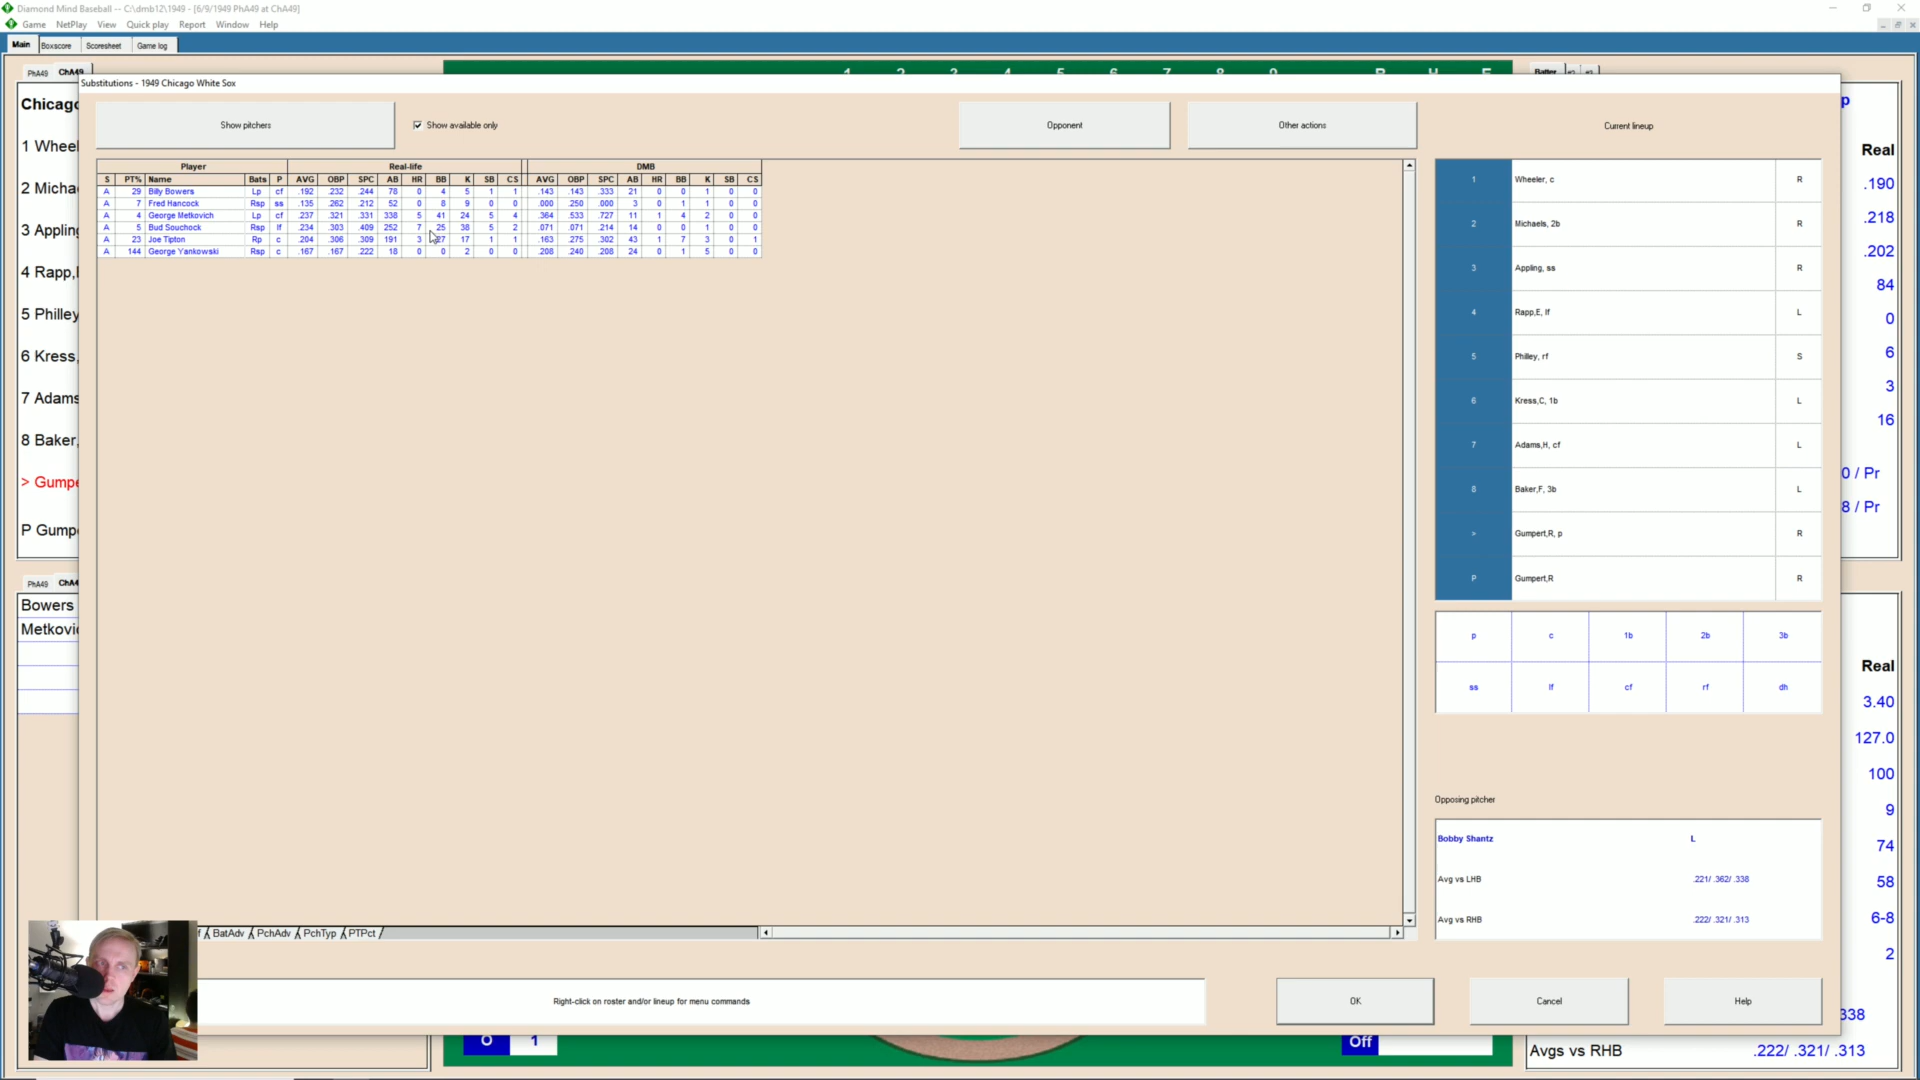 Diamond Mind Baseball -- C:\dmb12\1949 - [6/9/1949 PhA49 at ChA49]
Game NetPlay View Quick play Report Window Help
Main Boxscore Scoresheet Game log
PhA49 ChA49
1 2 3 4 5 6 7 8 9 R H E
Batter
Substitutions - 1949 Chicago White Sox
Show pitchers
Show available only
Opponent
Other actions
Current lineup
Player Real-life DMB
S PT% Name Bats P AVG OBP SPC AB HR BB K SB CS AVG OBP SPC AB HR BB K SB CS
A 29 Billy Bowers Lp cf .192 .232 .244 78 0 4 5 1 1 .143 .143 .333 21 0 0 1 0 0
A 7 Fred Hancock Rsp ss .135 .262 .212 52 0 8 9 0 0 .000 .250 .000 3 0 1 1 0 0
A 4 George Metkovich Lp cf .237 .321 .331 338 5 41 24 5 4 .364 .533 .727 11 1 4 2 0 0
A 5 Bud Souchock Rsp lf .234 .303 .409 252 7 25 38 5 2 .071 .071 .214 14 0 0 1 0 0
A 23 Joe Tipton Rp c .204 .306 .309 191 3 27 17 1 1 .163 .275 .302 43 1 7 3 0 1
A 144 George Yankowski Rsp c .167 .167 .222 18 0 0 2 0 0 .208 .240 .208 24 0 1 5 0 0
Chicago
1 Wheel
2 Micha
3 Appling
4 Rapp,
5 Philley
6 Kress,
7 Adams
8 Baker,
> Gumpe
P Gump
PhA49 ChA4
Bowers
Metkovi
1 Wheeler, c R
2 Michaels, 2b R
3 Appling, ss R
4 Rapp,E, lf L
5 Philley, rf S
6 Kress,C, 1b L
7 Adams,H, cf L
8 Baker,F, 3b L
> Gumpert,R, p R
P Gumpert,R R
p c 1b 2b 3b
ss lf cf rf dh
Opposing pitcher
Bobby Shantz L
Avg vs LHB .221/ .362/ .338
Avg vs RHB .222/ .321/ .313
p
Real
.190
.218
.202
84
0
6
3
16
0 / Pr
8 / Pr
Real
3.40
127.0
100
9
74
58
6-8
2
338
BatAdv PchAdv PchTyp PTPct
Right-click on roster and/or lineup for menu commands
OK
Cancel
Help
O 1
Off
Avgs vs RHB .222/ .321/ .313